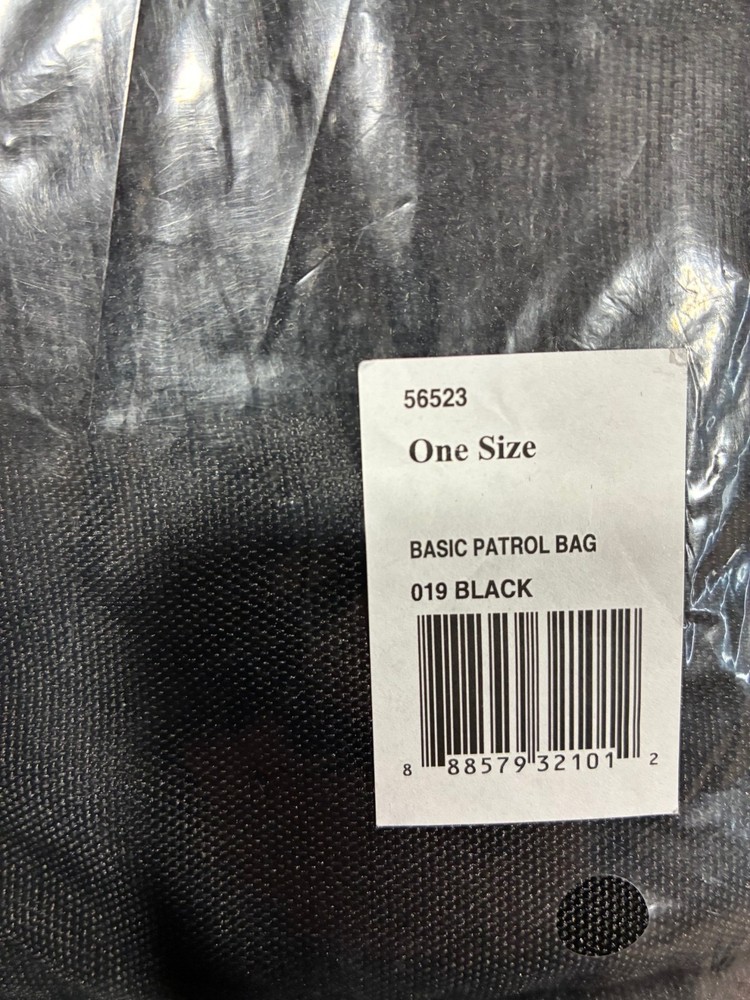 56523
One Size
BASIC PATROL BAG
019 BLACK
8 88579 32101 2